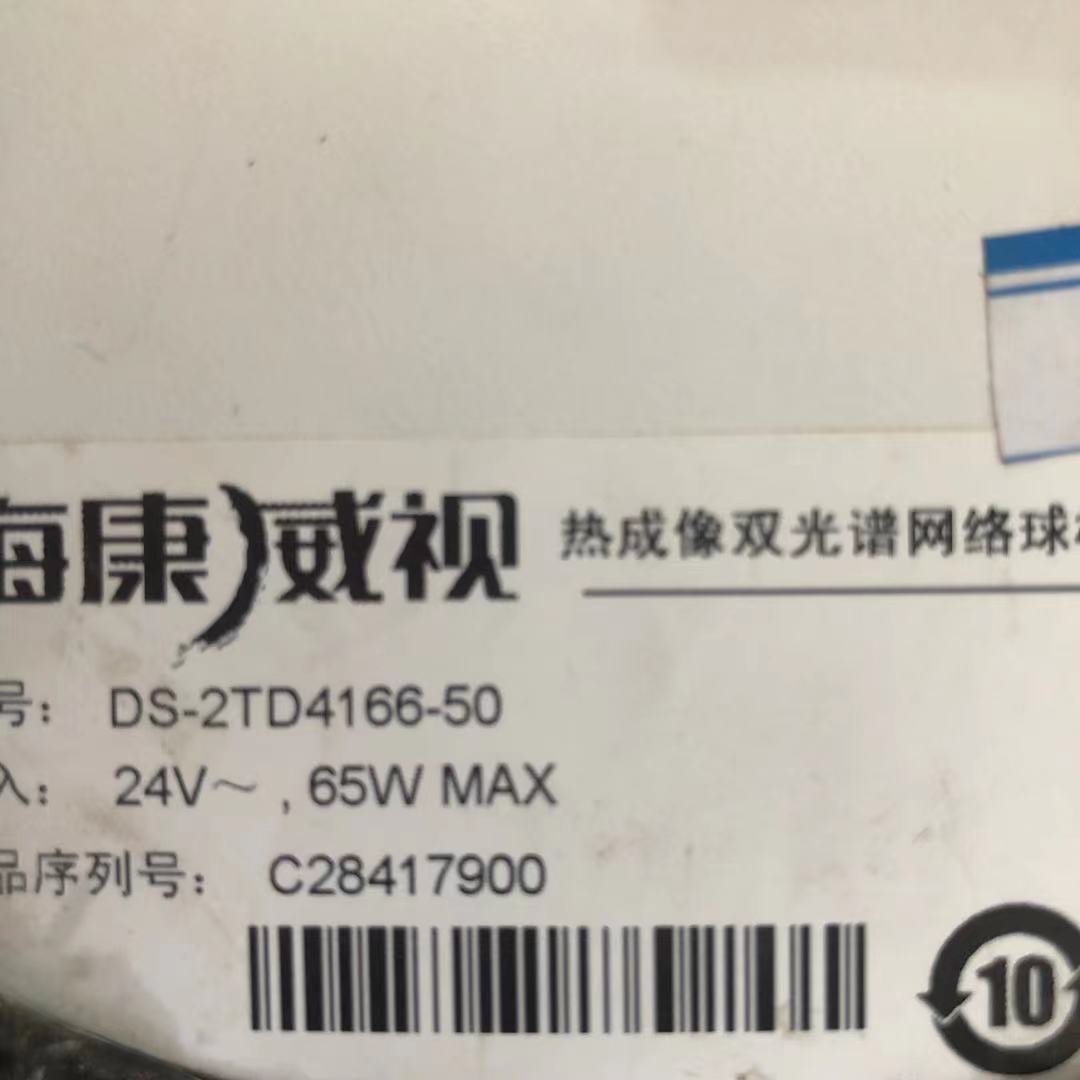 海康威视
热成像双光谱网络球
号: DS-2TD4166-50
入: 24V～ , 65W MAX
品序列号: C28417900
10